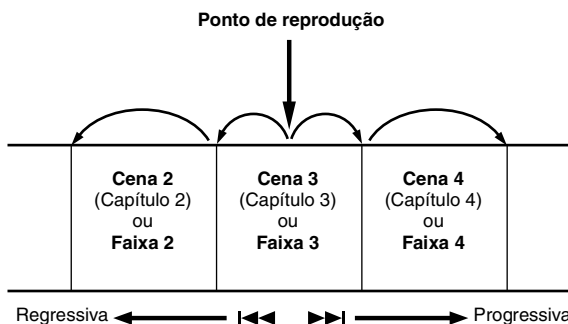 Ponto de reprodução
Cena 2
(Capítulo 2)
ou
Faixa 2
Cena 3
(Capítulo 3)
ou
Faixa 3
Cena 4
(Capítulo 4)
ou
Faixa 4
Regressiva
Progressiva